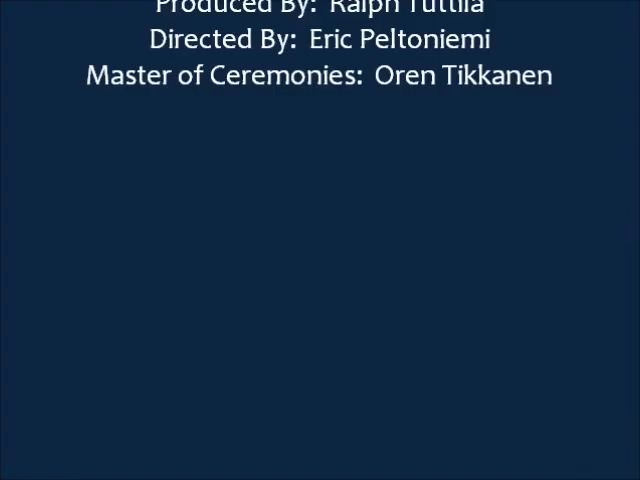 Produced By: Ralph Tuttila
Directed By: Eric Peltoniemi
Master of Ceremonies: Oren Tikkanen